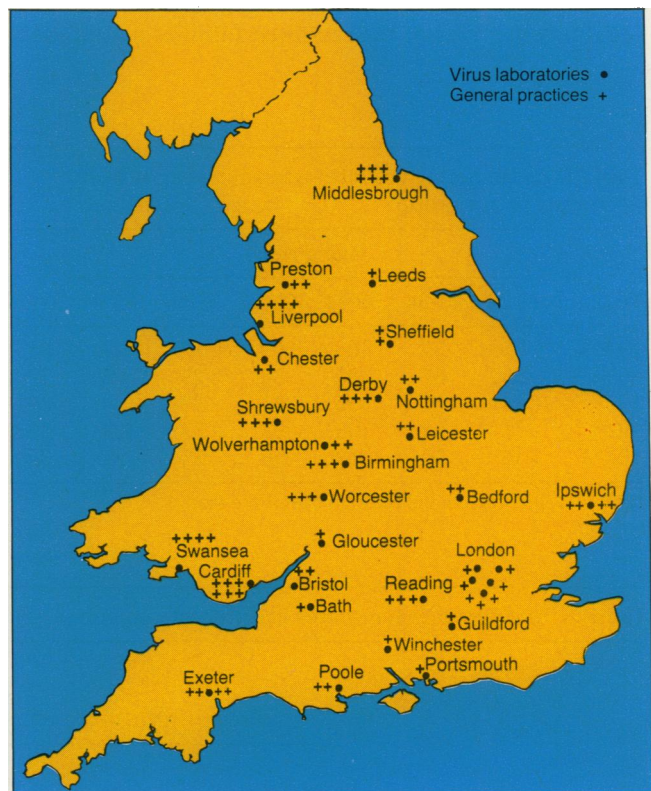 Virus laboratories ●
General practices +
Middlesbrough
Preston
Leeds
Liverpool
Sheffield
Chester
Derby
Nottingham
Shrewsbury
Leicester
Wolverhampton
Birmingham
Worcester
Bedford
Ipswich
Gloucester
London
Swansea
Cardiff
Bristol
Reading
Bath
Guildford
Winchester
Portsmouth
Exeter
Poole